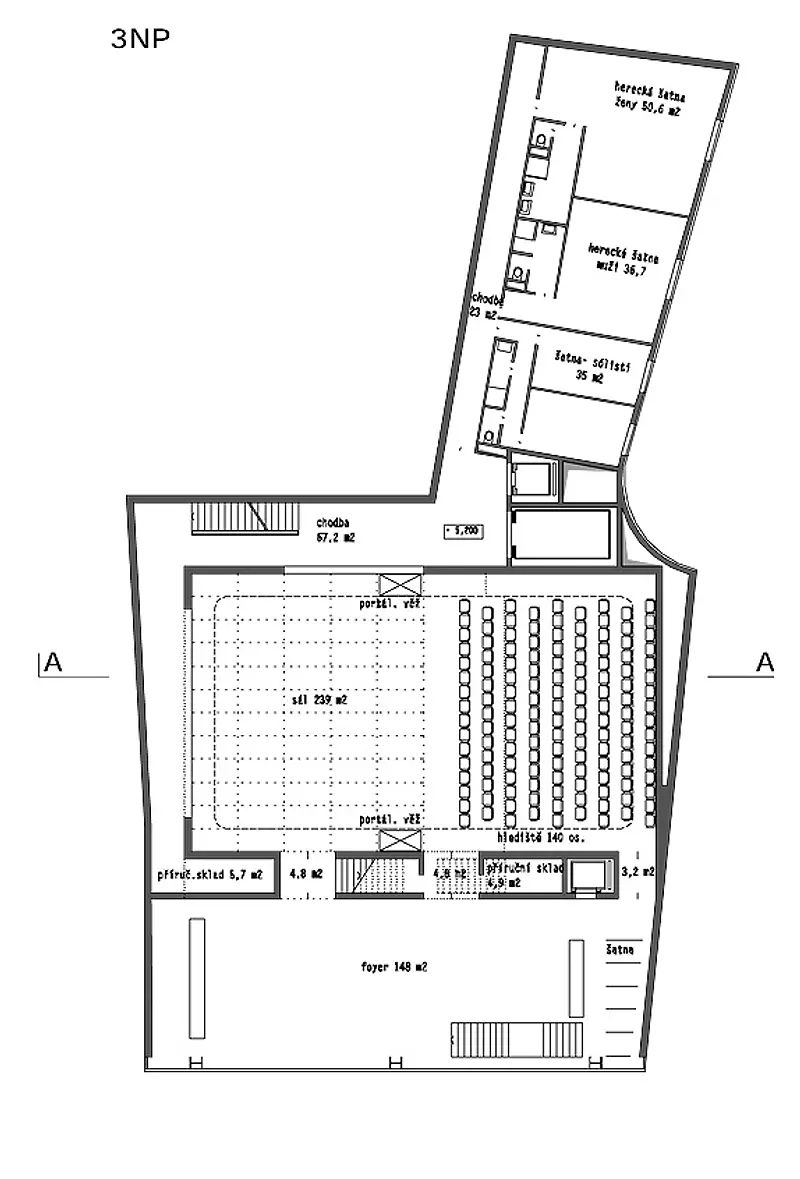 3NP
herecká šatna
ženy 50,6 m2
herecká šatna
muži 36,7
chodba
23 m2
šatna- sólisti
35 m2
chodba
67,2 m2
+ 5,200
portál. věž
A
A
sál 239 m2
portál. věž
hlediště 140 os.
příruč.sklad 5,7 m2
4,8 m2
4,8 m2
příruční sklad
4,9 m2
3,2 m2
šatna
foyer 148 m2